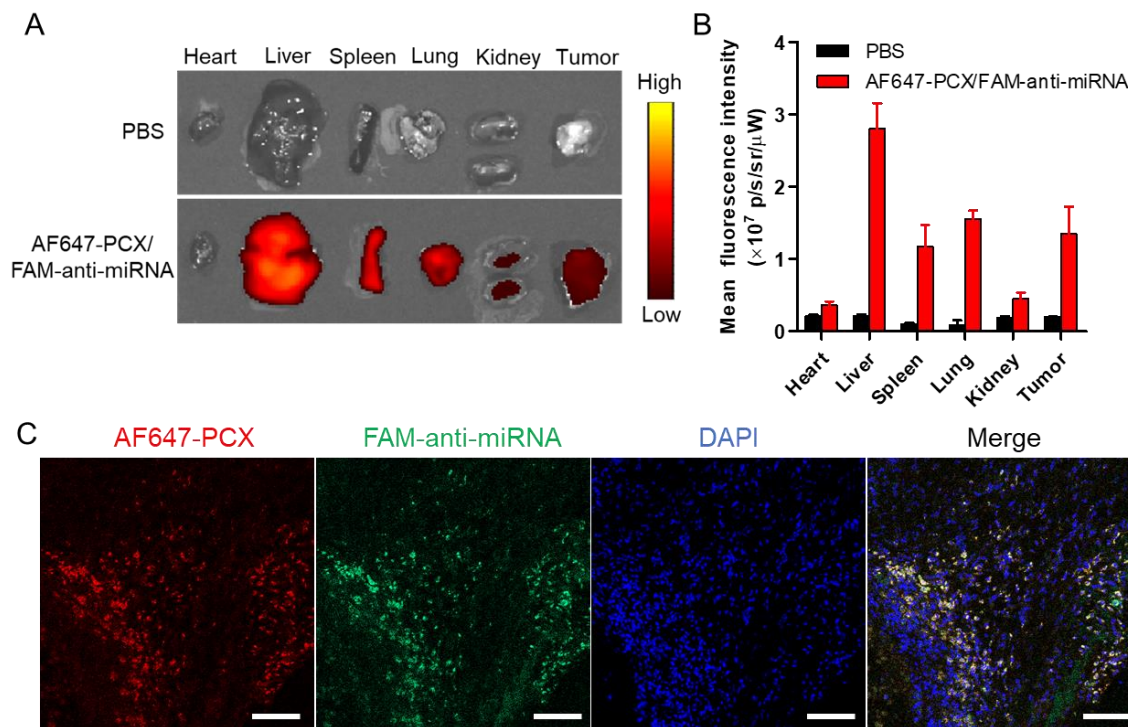 A
Heart Liver Spleen Lung Kidney Tumor
PBS
AF647-PCX/
FAM-anti-miRNA
High
Low
B
Mean fluorescence intensity
(×10⁷ p/s/sr/µW)
4
3
2
1
0
PBS
AF647-PCX/FAM-anti-miRNA
Heart
Liver
Spleen
Lung
Kidney
Tumor
C
AF647-PCX FAM-anti-miRNA DAPI Merge